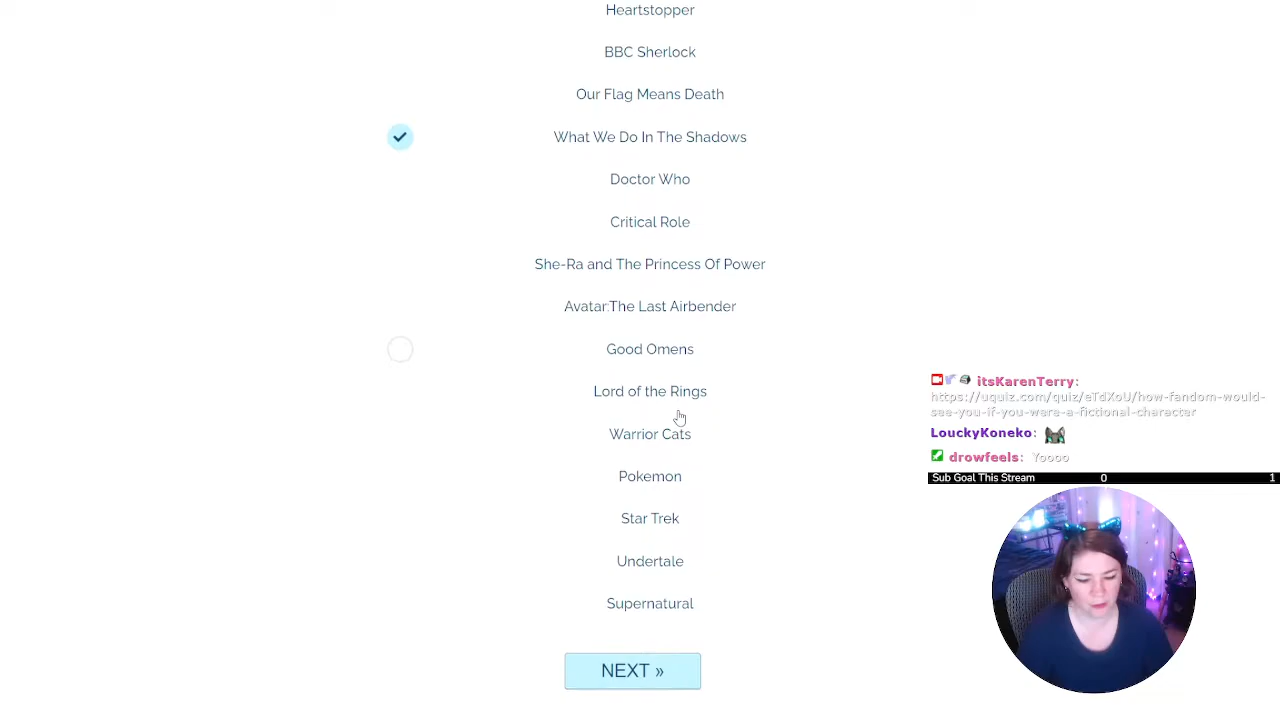 Heartstopper
BBC Sherlock
Our Flag Means Death
What We Do In The Shadows
Doctor Who
Critical Role
She-Ra and The Princess Of Power
Avatar:The Last Airbender
Good Omens
Lord of the Rings
Warrior Cats
Pokemon
Star Trek
Undertale
Supernatural
NEXT »
itsKarenTerry:
https://uquiz.com/quiz/eTdXoU/how-fandom-would-
see-you-if-you-were-a-fictional-character
LouckyKoneko:
drowfeels: Yoooo
Sub Goal This Stream 0 1